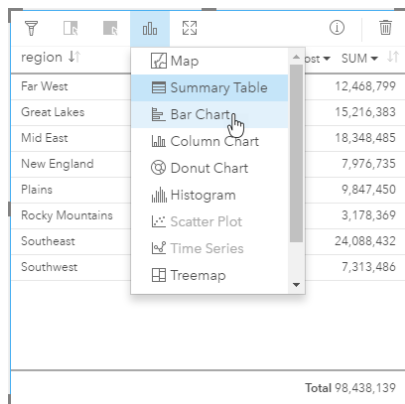 region
ost SUM
Map
Summary Table
Bar Chart
Column Chart
Donut Chart
Histogram
Scatter Plot
Time Series
Treemap
Far West 12,468,799
Great Lakes 15,216,383
Mid East 18,348,485
New England 7,976,735
Plains 9,847,450
Rocky Mountains 3,178,369
Southeast 24,088,432
Southwest 7,313,486
Total 98,438,139